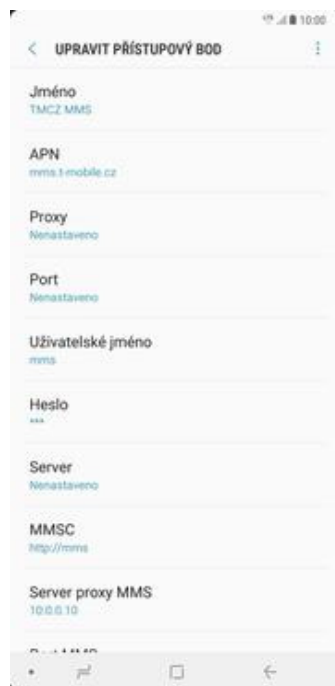 10:00
UPRAVIT PŘÍSTUPOVÝ BOD
Jméno
TMCZ MMS
APN
mms.t-mobile.cz
Proxy
Nenastaveno
Port
Nenastaveno
Uživatelské jméno
mms
Heslo
***
Server
Nenastaveno
MMSC
http://mms
Server proxy MMS
10.0.0.10